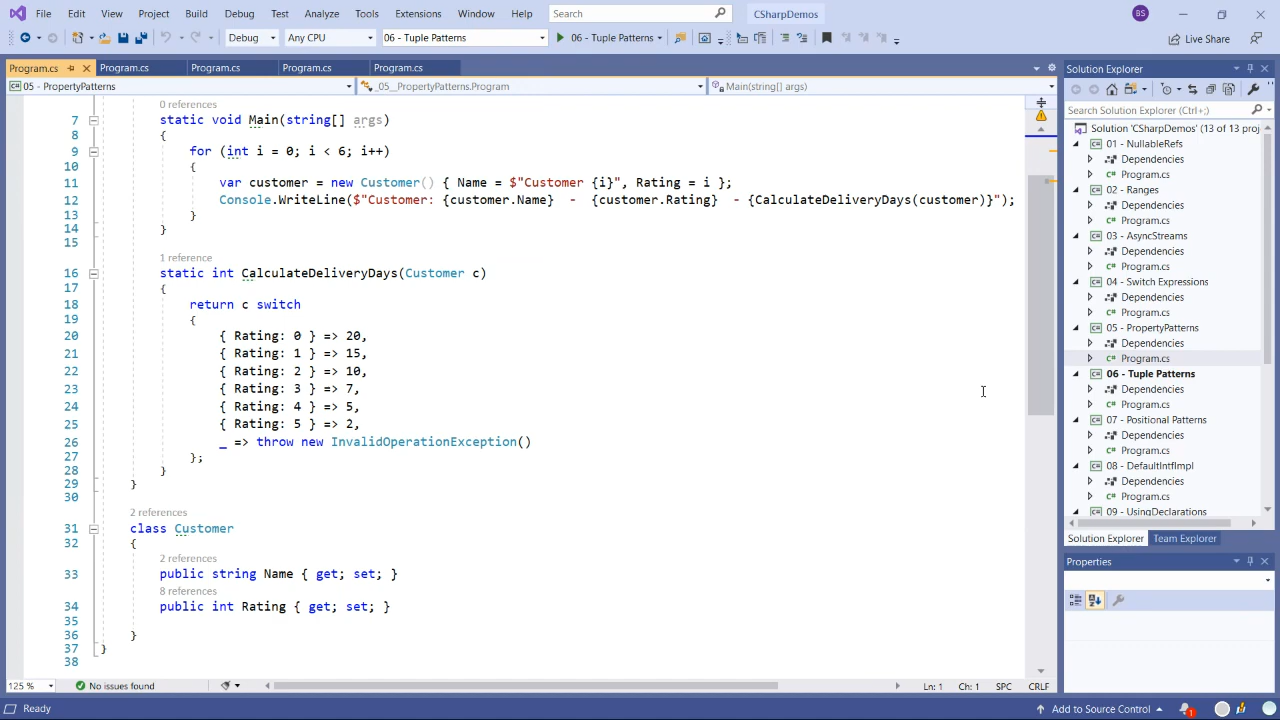 File Edit View Project Build Debug Test Analyze Tools Extensions Window Help Search CSharpDemos BS
Debug Any CPU 06 - Tuple Patterns 06 - Tuple Patterns Live Share
Program.cs Program.cs Program.cs Program.cs Program.cs
05 - PropertyPatterns _05__PropertyPatterns.Program Main(string[] args)
0 references
7 static void Main(string[] args)
8 {
9 for (int i = 0; i < 6; i++)
10 {
11 var customer = new Customer() { Name = $"Customer {i}", Rating = i };
12 Console.WriteLine($"Customer: {customer.Name} - {customer.Rating} - {CalculateDeliveryDays(customer)}");
13 }
14 }
15
1 reference
16 static int CalculateDeliveryDays(Customer c)
17 {
18 return c switch
19 {
20 { Rating: 0 } => 20,
21 { Rating: 1 } => 15,
22 { Rating: 2 } => 10,
23 { Rating: 3 } => 7,
24 { Rating: 4 } => 5,
25 { Rating: 5 } => 2,
26 _ => throw new InvalidOperationException()
27 };
28 }
29 }
30
2 references
31 class Customer
32 {
2 references
33 public string Name { get; set; }
8 references
34 public int Rating { get; set; }
35
36 }
37 }
38
125 % No issues found Ln: 1 Ch: 1 SPC CRLF
Solution Explorer
Search Solution Explorer (Ctrl+;)
Solution 'CSharpDemos' (13 of 13 proj
01 - NullableRefs
Dependencies
Program.cs
02 - Ranges
Dependencies
Program.cs
03 - AsyncStreams
Dependencies
Program.cs
04 - Switch Expressions
Dependencies
Program.cs
05 - PropertyPatterns
Dependencies
Program.cs
06 - Tuple Patterns
Dependencies
Program.cs
07 - Positional Patterns
Dependencies
Program.cs
08 - DefaultIntfImpl
Dependencies
Program.cs
09 - UsingDeclarations
Solution Explorer Team Explorer
Properties
Ready Add to Source Control 1